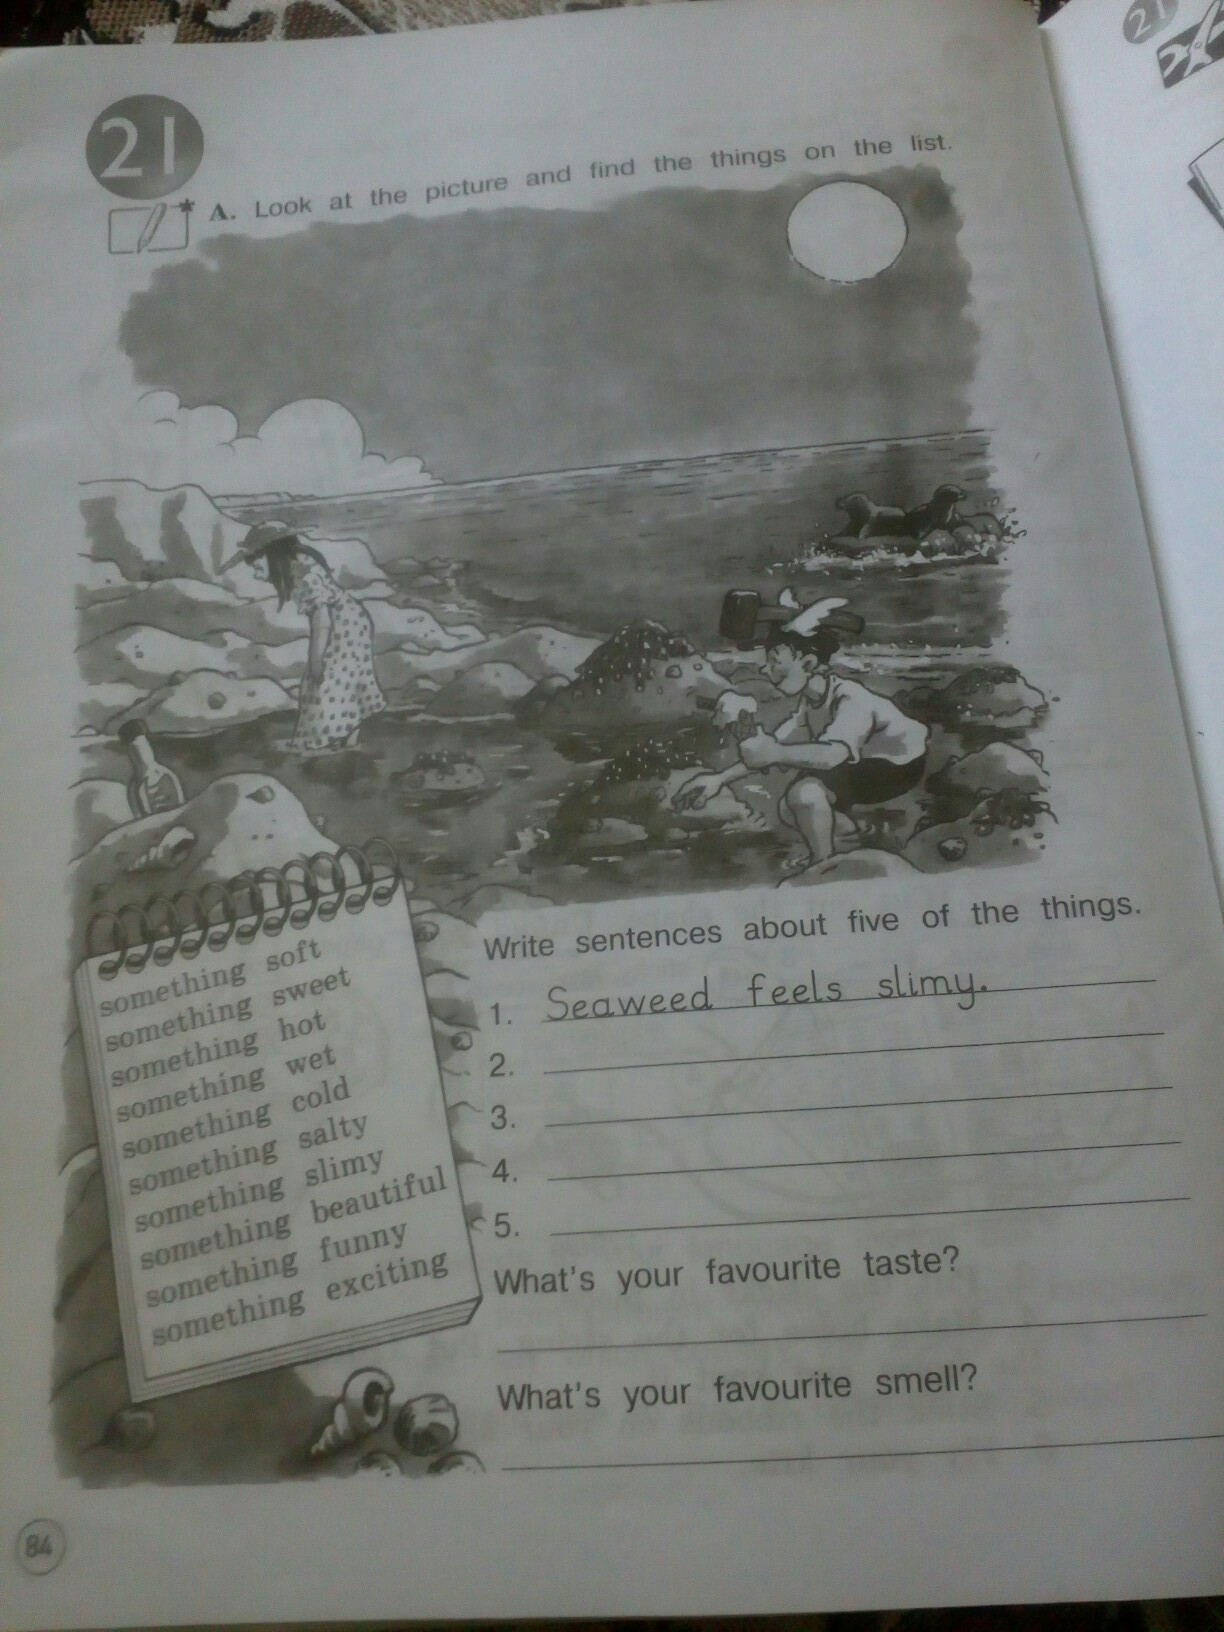 21
21
A. Look at the picture and find the things on the list.
something soft
something sweet
something hot
something wet
something cold
something salty
something slimy
something beautiful
something funny
something exciting
Write sentences about five of the things.
1. Seaweed feels slimy.
2.
3.
4.
5.
What's your favourite taste?
What's your favourite smell?
84